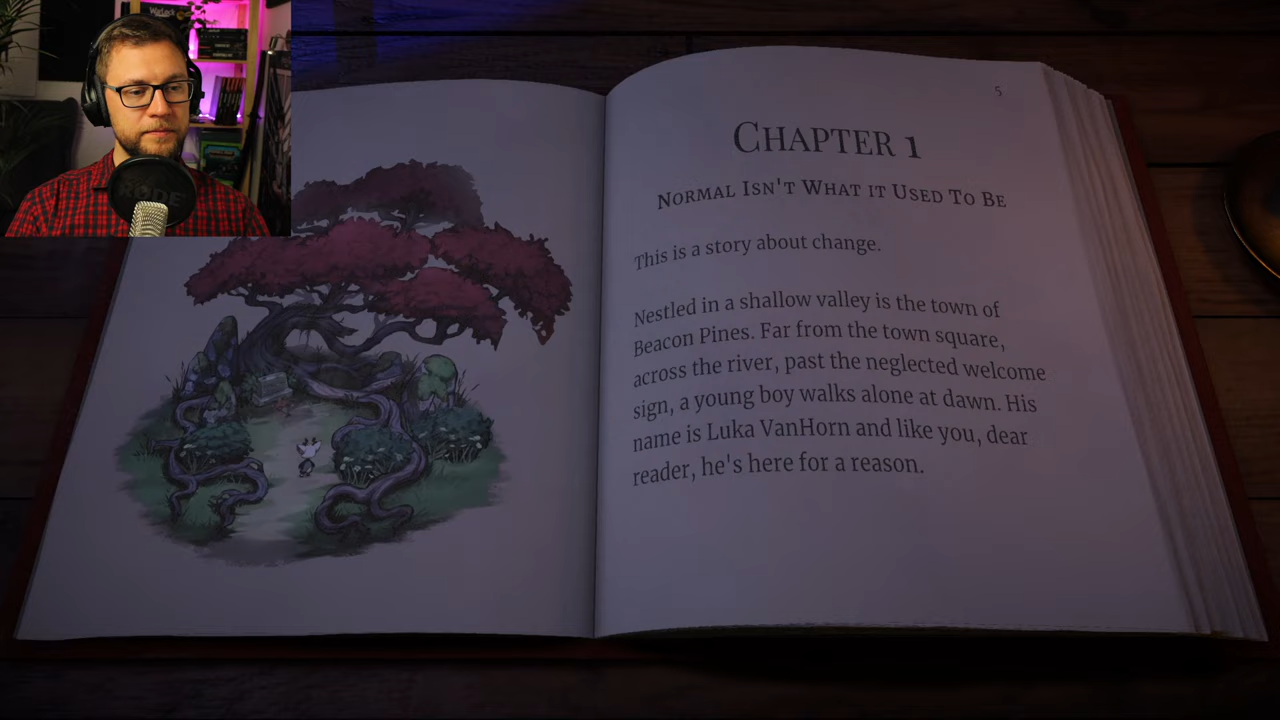 5
CHAPTER 1
NORMAL ISN'T WHAT IT USED TO BE
This is a story about change.
Nestled in a shallow valley is the town of
Beacon Pines. Far from the town square,
across the river, past the neglected welcome
sign, a young boy walks alone at dawn. His
name is Luka VanHorn and like you, dear
reader, he's here for a reason.
RODE